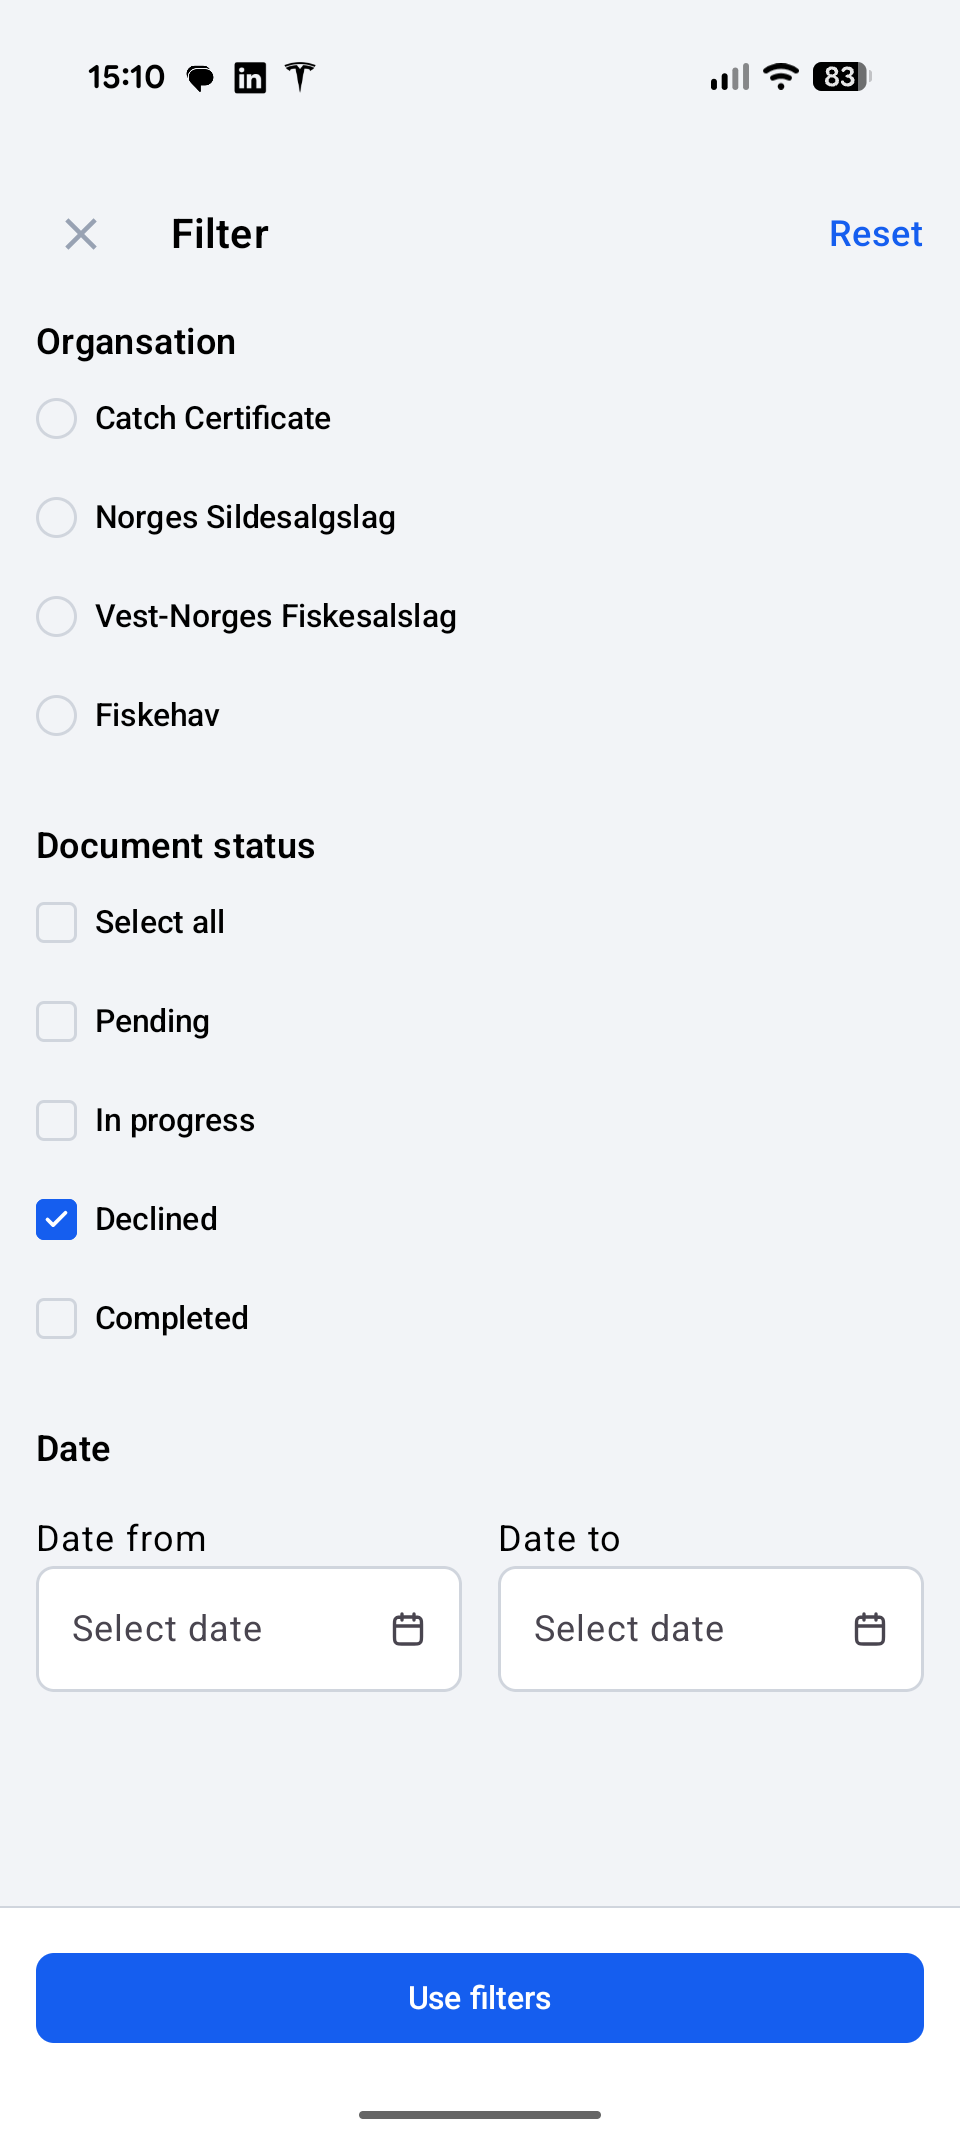 15:10
83
Filter
Reset
Organsation
Catch Certificate
Norges Sildesalgslag
Vest-Norges Fiskesalslag
Fiskehav
Document status
Select all
Pending
In progress
Declined
Completed
Date
Date from
Date to
Select date
Select date
Use filters